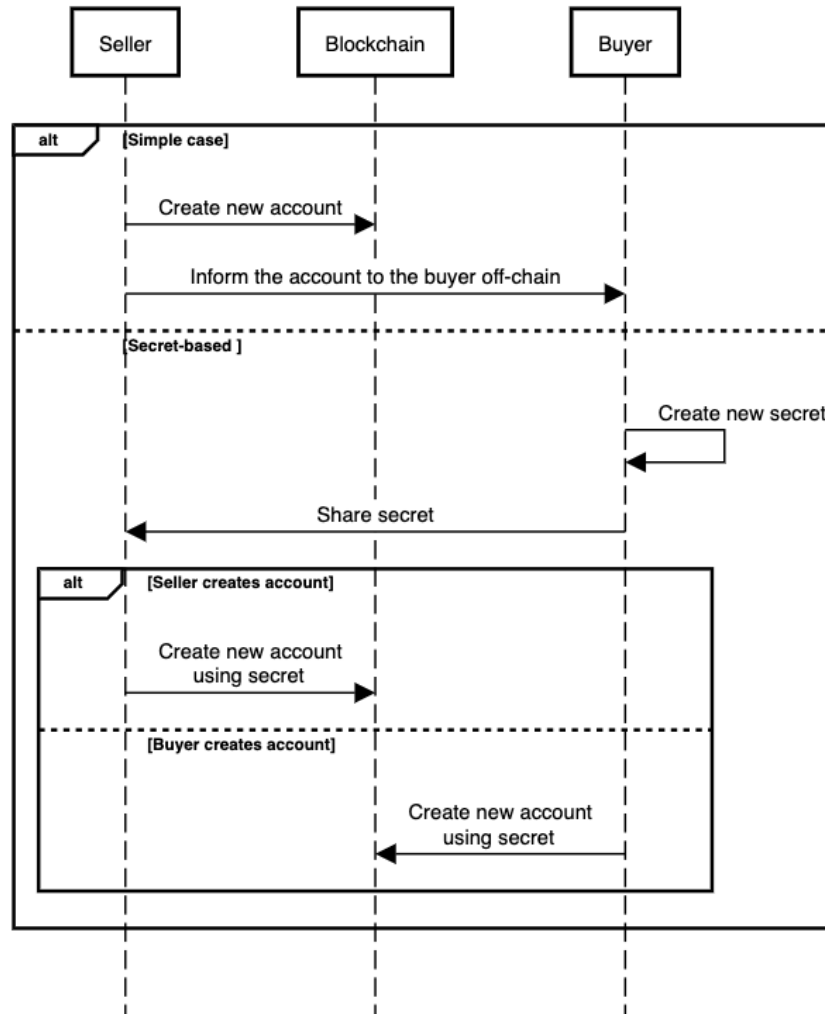 Seller
Blockchain
Buyer
alt
[Simple case]
Create new account
Inform the account to the buyer off-chain
[Secret-based ]
Create new secret
Share secret
alt
[Seller creates account]
Create new account
using secret
[Buyer creates account]
Create new account
using secret